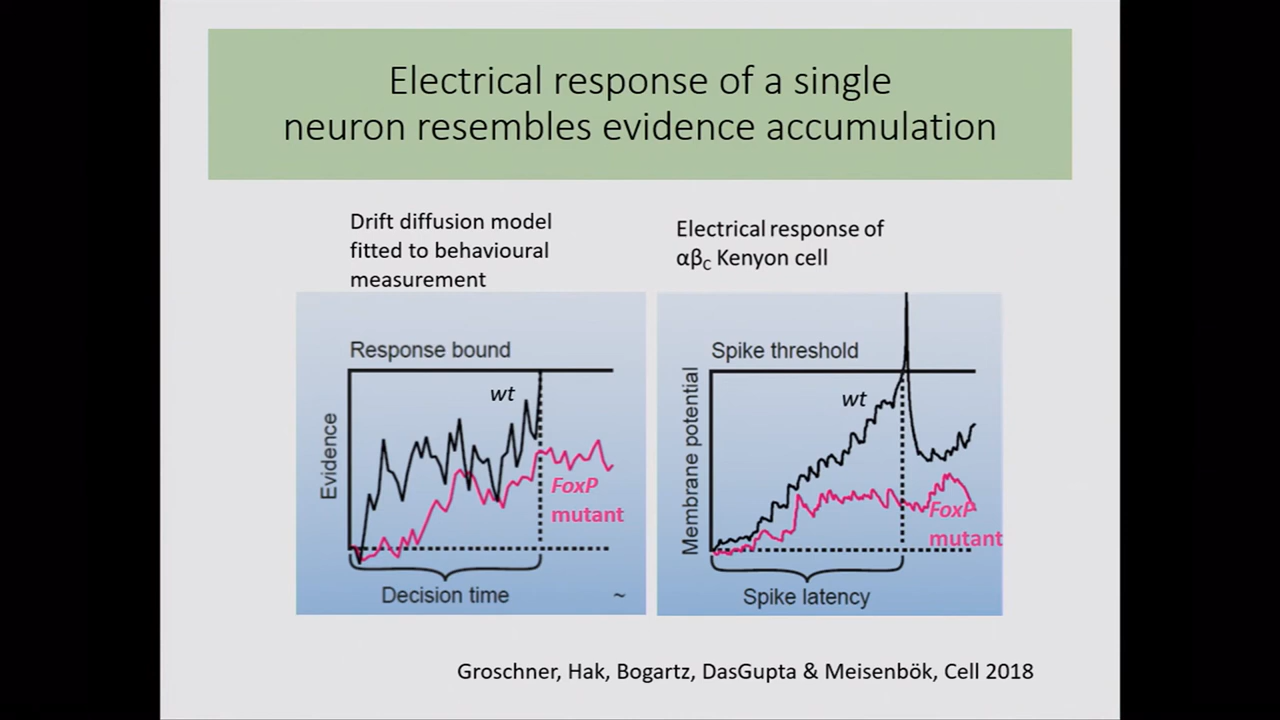 Electrical response of a single
neuron resembles evidence accumulation
Drift diffusion model
fitted to behavioural
measurement
Electrical response of
αβC Kenyon cell
Response bound
wt
Evidence
FoxP
mutant
Decision time
~
Spike threshold
wt
Membrane potential
FoxP
mutant
Spike latency
Groschner, Hak, Bogartz, DasGupta & Meisenbök, Cell 2018